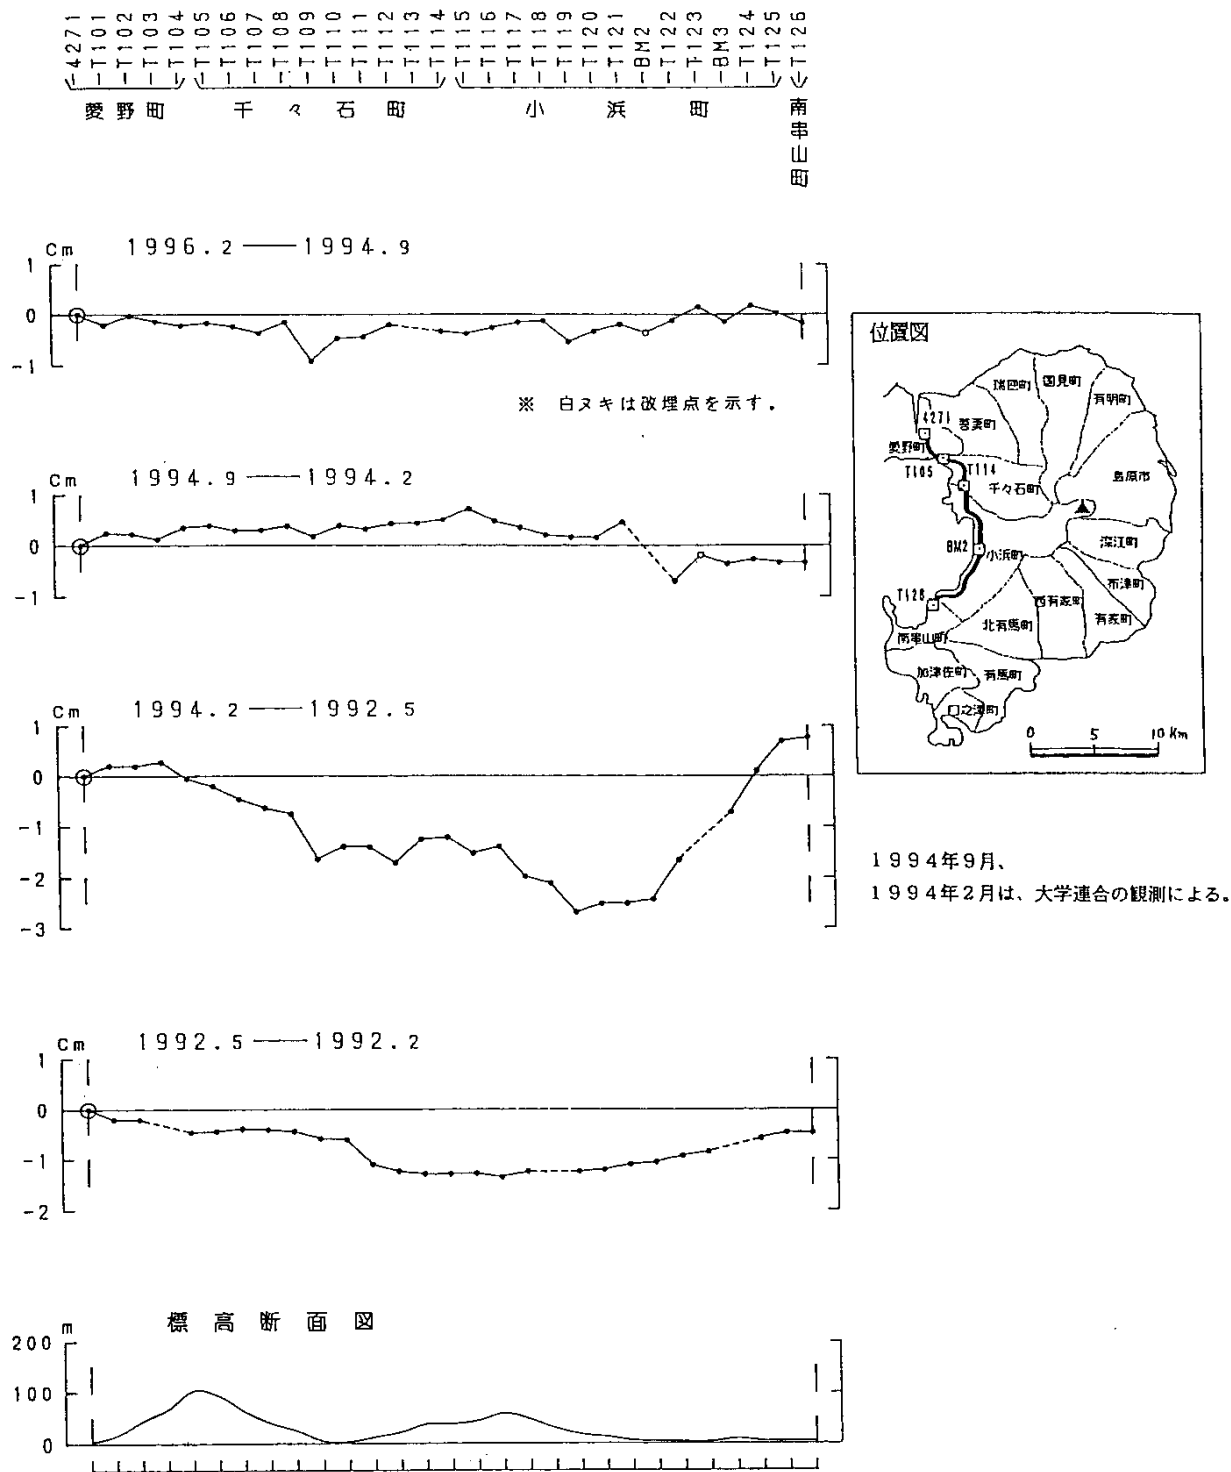 4271
T101
T102
T103
T104
T105
T106
T107
T108
T109
T110
T111
T112
T113
T114
T115
T116
T117
T118
T119
T120
T121
BM2
T122
T123
BM3
T124
T125
T126
愛野町
千々石町
小浜町
南串山町
Cm 1996.2 ── 1994.9
1
0
-1
※ 白ヌキは改埋点を示す.
Cm 1994.9 ── 1994.2
1
0
-1
Cm 1994.2 ── 1992.5
1
0
-1
-2
-3
Cm 1992.5 ── 1992.2
1
0
-1
-2
標高断面図
m
200
100
0
位置図
瑞穂町
国見町
有明町
吾妻町
4271
愛野町
T105
T114
千々石町
島原市
BM2
小浜町
深江町
布津町
T126
西有家町
有家町
北有馬町
南串山町
加津佐町
有馬町
口之津町
0 5 10 Km
1994年9月、
1994年2月は、大学連合の観測による。